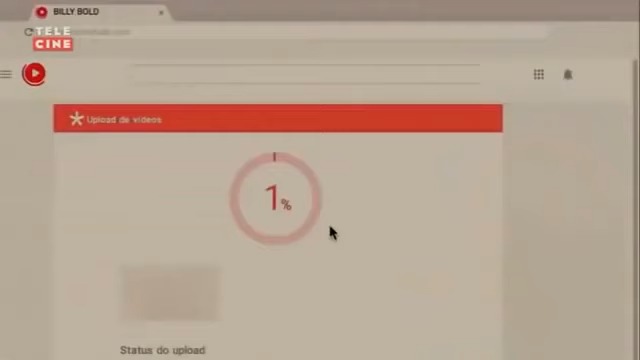 BILLY BOLD
TELE
CINE
Upload de vídeos
1%
Status do upload